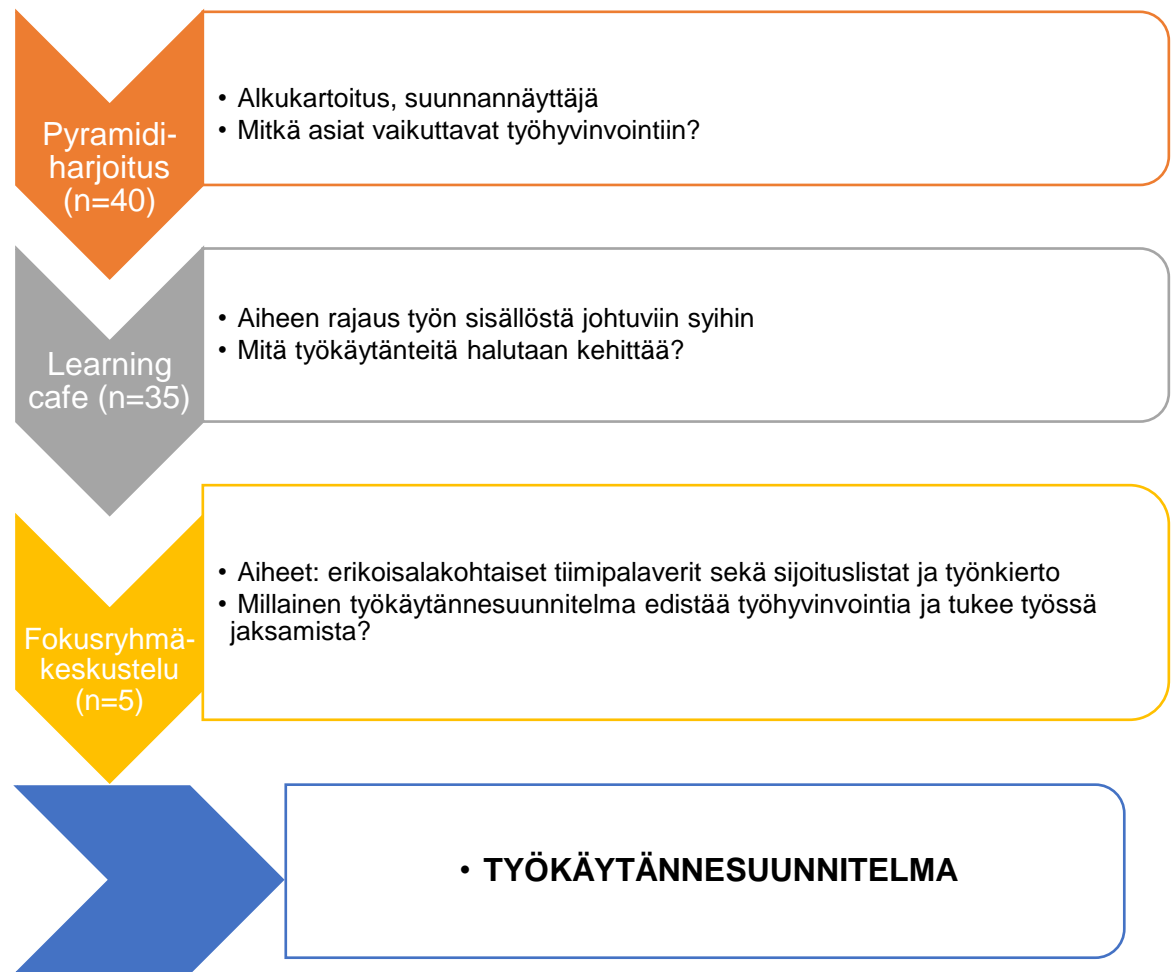 Pyramidi-
harjoitus
(n=40)
• Alkukartoitus, suunnannäyttäjä
• Mitkä asiat vaikuttavat työhyvinvointiin?
Learning
cafe (n=35)
• Aiheen rajaus työn sisällöstä johtuviin syihin
• Mitä työkäytänteitä halutaan kehittää?
Fokusryhmä-
keskustelu
(n=5)
• Aiheet: erikoisalakohtaiset tiimipalaverit sekä sijoituslistat ja työnkierto
• Millainen työkäytännesuunnitelma edistää työhyvinvointia ja tukee työssä
jaksamista?
• TYÖKÄYTÄNNESUUNNITELMA